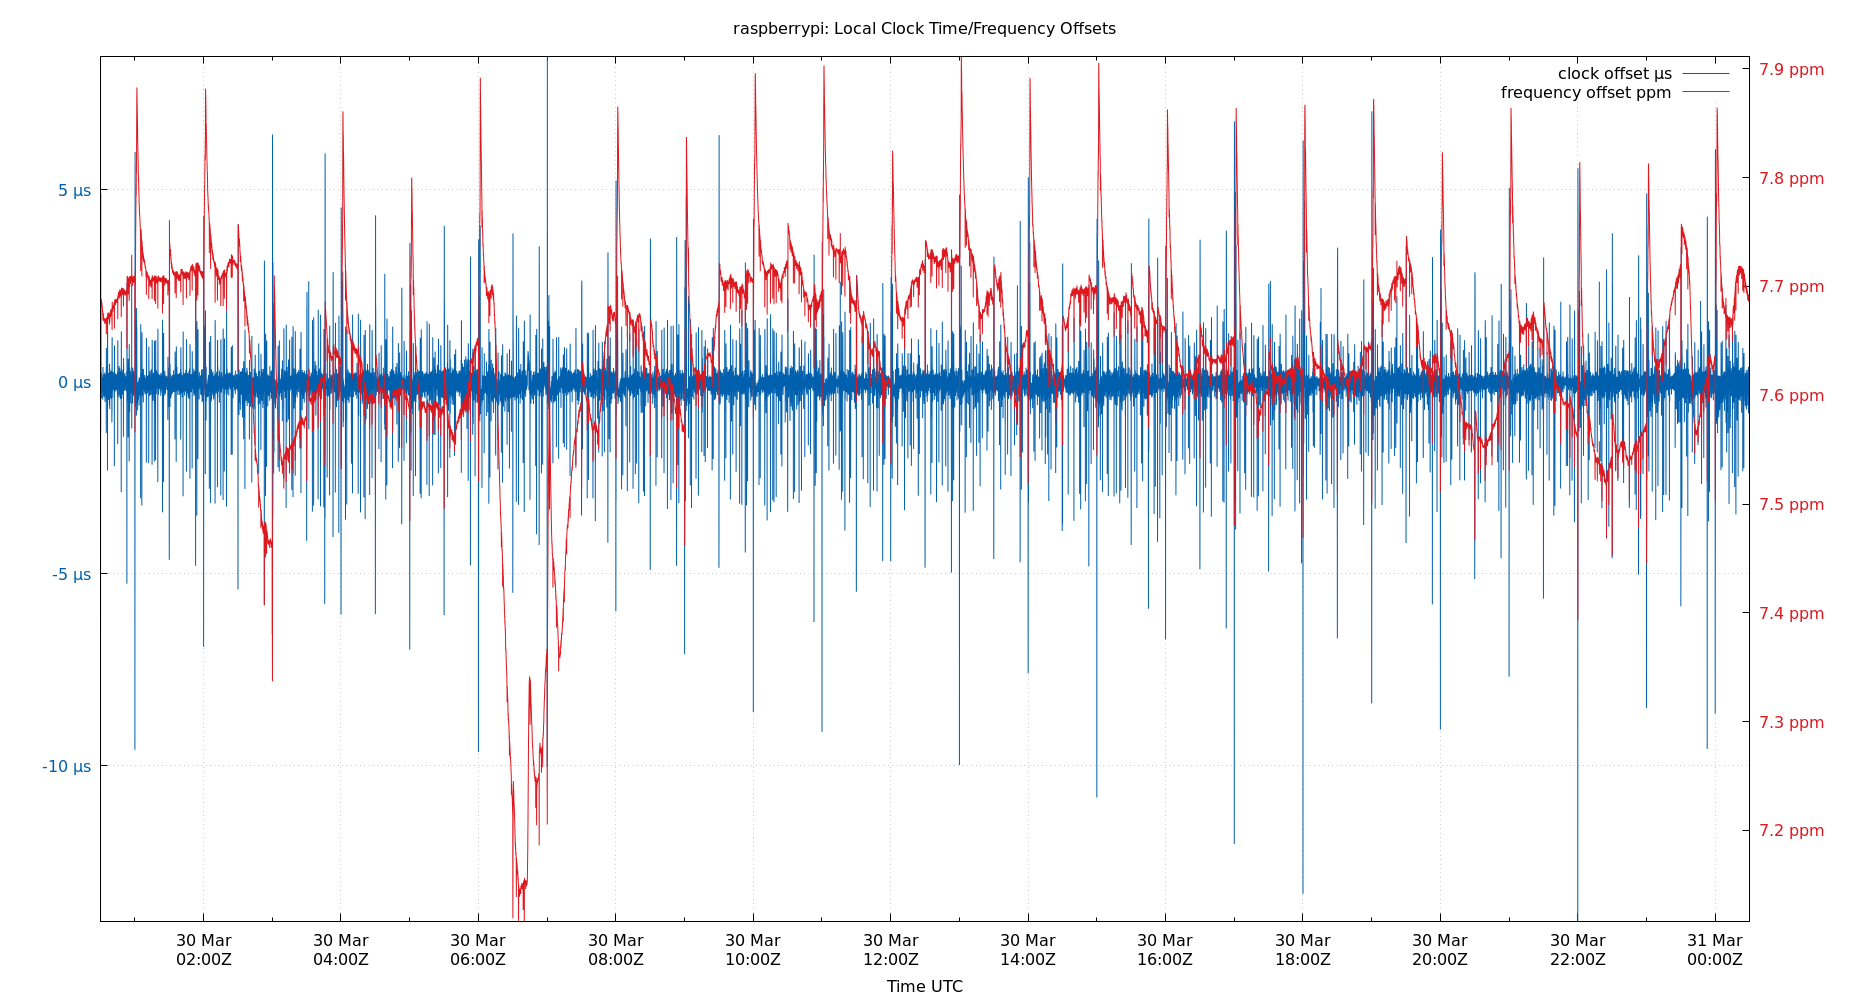 raspberrypi: Local Clock Time/Frequency Offsets
clock offset µs
frequency offset ppm
5 µs
0 µs
-5 µs
-10 µs
7.9 ppm
7.8 ppm
7.7 ppm
7.6 ppm
7.5 ppm
7.4 ppm
7.3 ppm
7.2 ppm
30 Mar 30 Mar 30 Mar 30 Mar 30 Mar 30 Mar 30 Mar 30 Mar 30 Mar 30 Mar 30 Mar 31 Mar
02:00Z 04:00Z 06:00Z 08:00Z 10:00Z 12:00Z 14:00Z 16:00Z 18:00Z 20:00Z 22:00Z 00:00Z
Time UTC